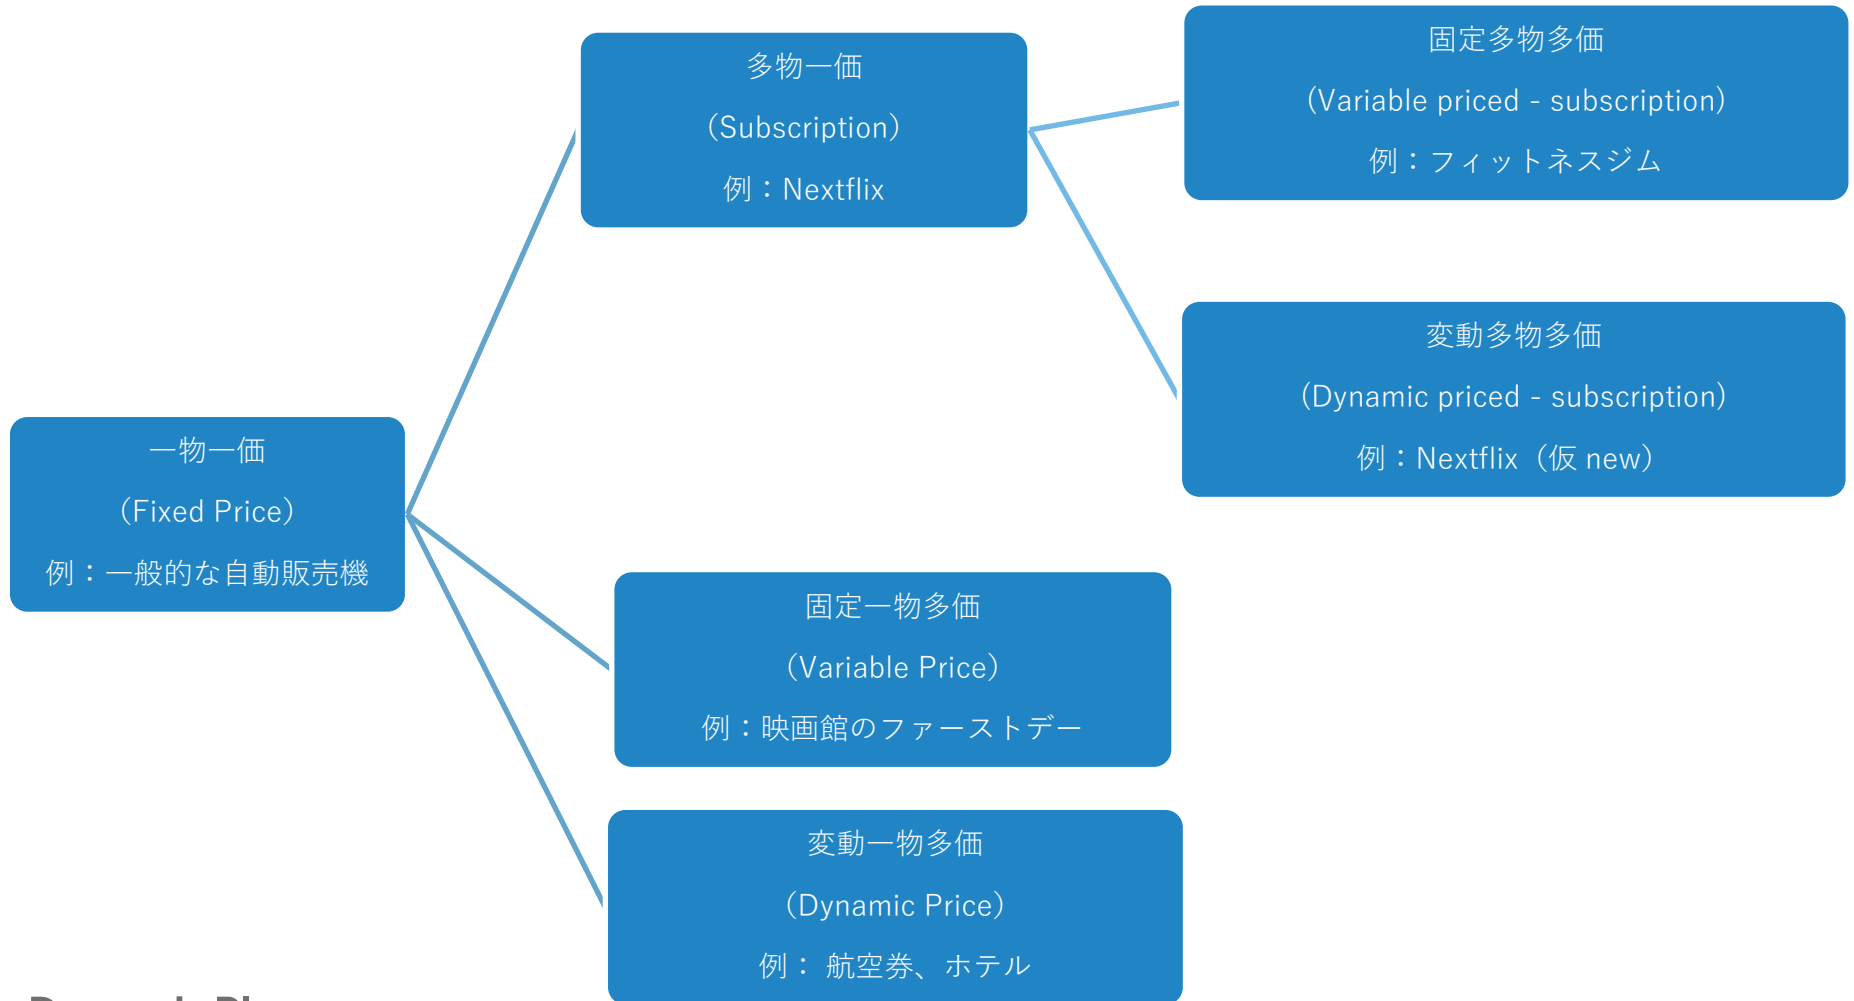 多物一価
（Subscription）
例：Nextflix
固定多物多価
（Variable priced - subscription）
例：フィットネスジム
変動多物多価
（Dynamic priced - subscription）
例：Nextflix（仮 new）
一物一価
（Fixed Price）
例：一般的な自動販売機
固定一物多価
（Variable Price）
例：映画館のファーストデー
変動一物多価
（Dynamic Price）
例： 航空券、ホテル